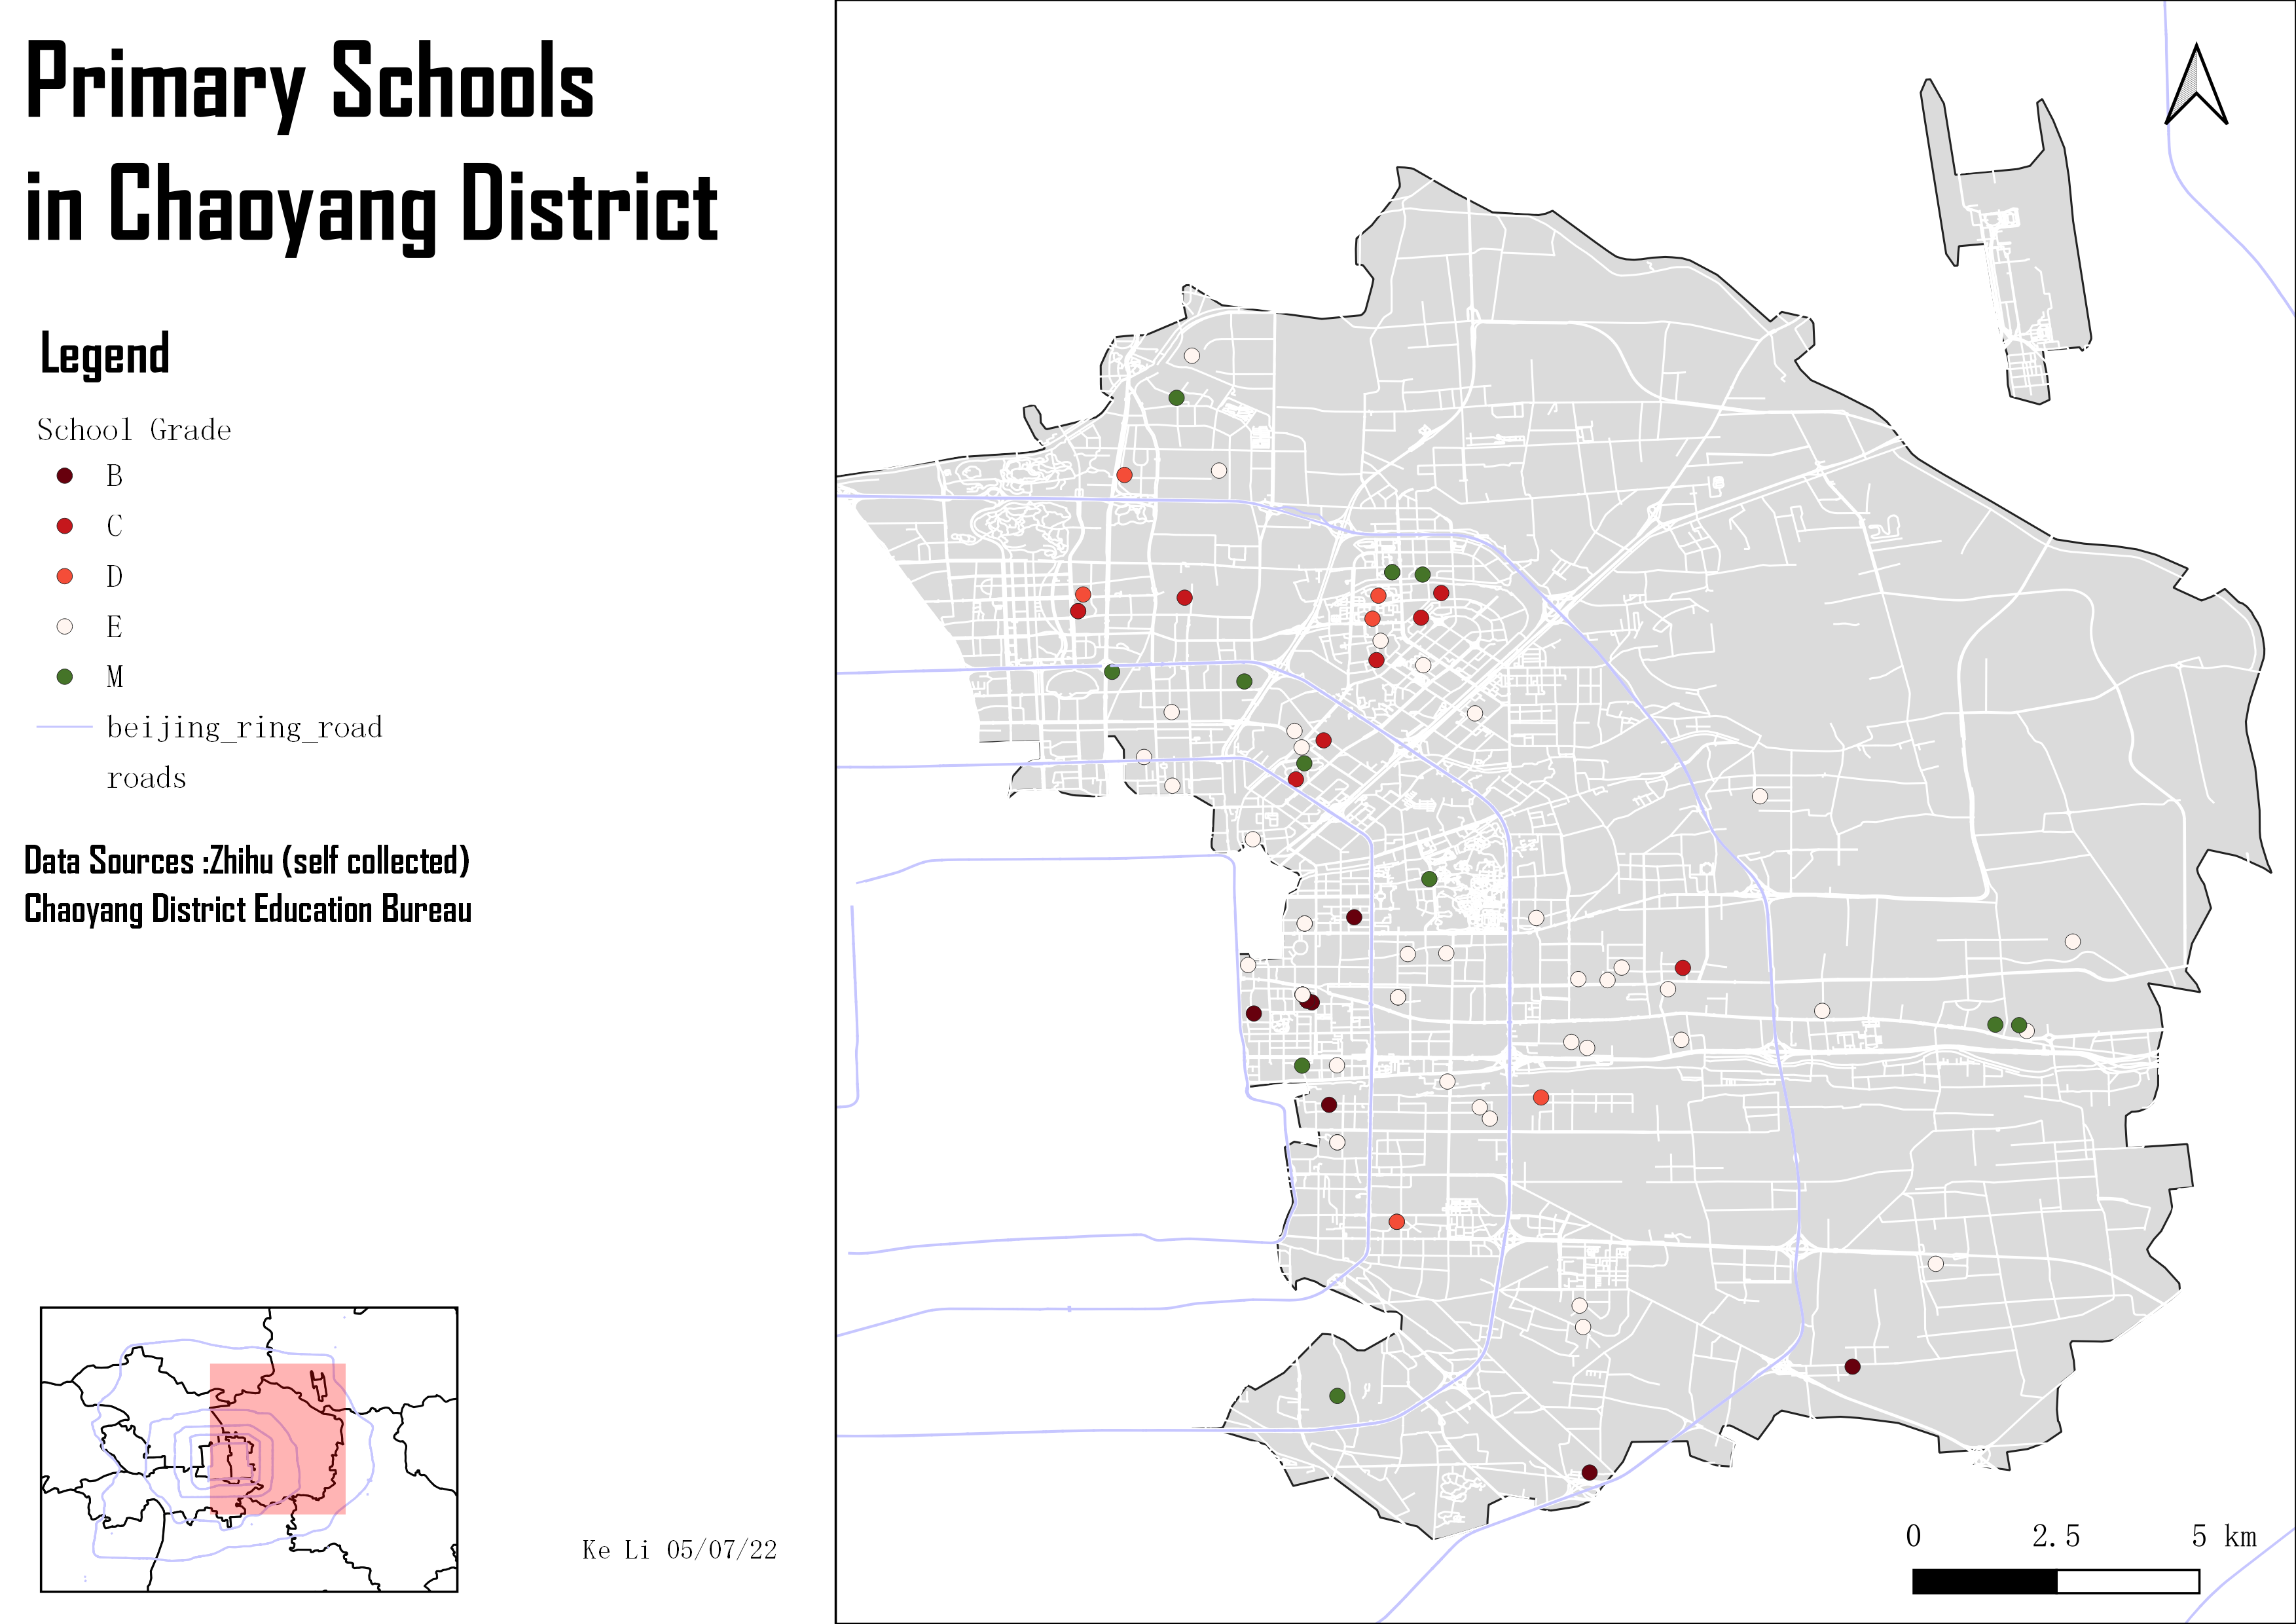 Primary Schools
in Chaoyang District
Legend
School Grade
B
C
D
E
M
beijing_ring_road
roads
Data Sources :Zhihu (self collected)
Chaoyang District Education Bureau
Ke Li 05/07/22
0 2.5 5 km